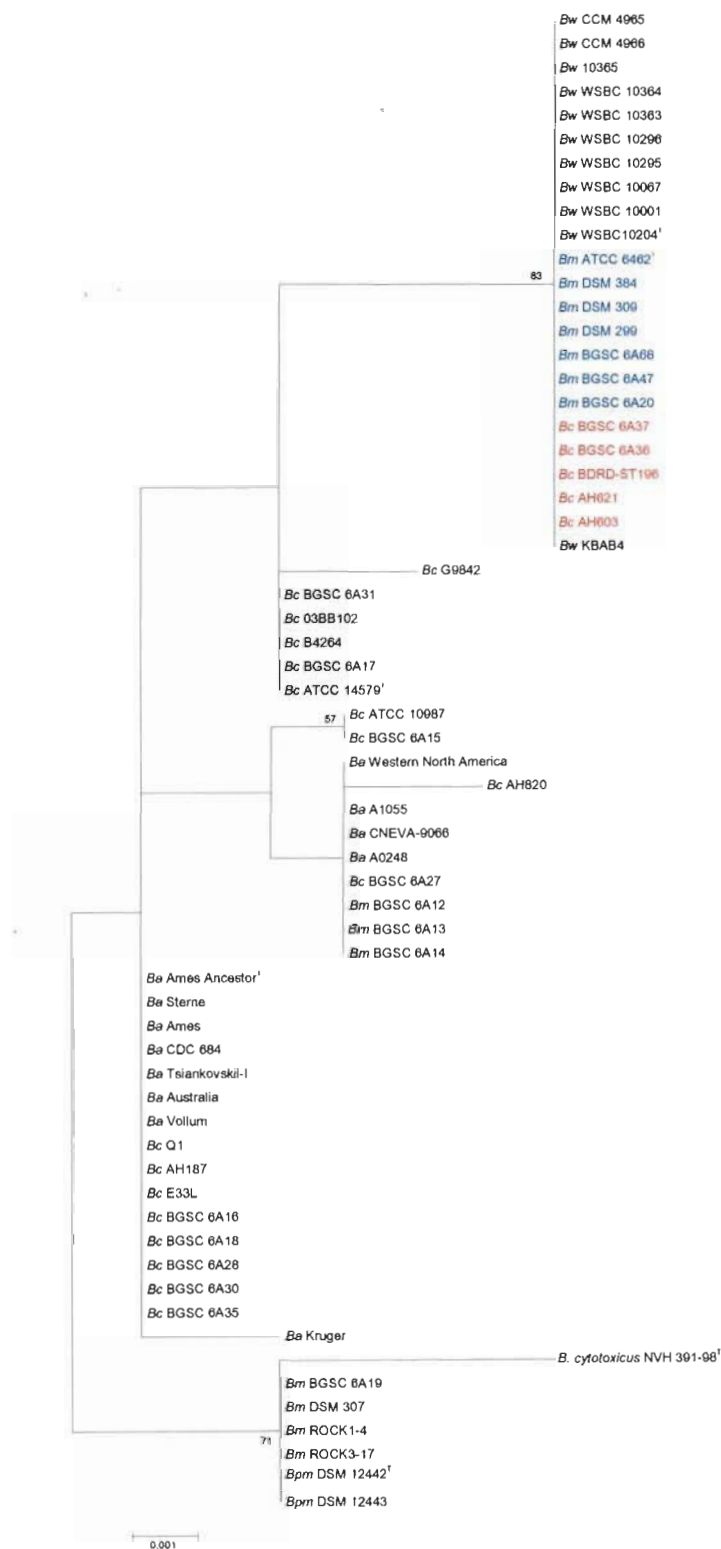 Bw CCM 4965
Bw CCM 4966
Bw 10365
Bw WSBC 10364
Bw WSBC 10363
Bw WSBC 10296
Bw WSBC 10295
Bw WSBC 10067
Bw WSBC 10001
Bw WSBC10204ᵀ
83
Bm ATCC 6462ᵀ
Bm DSM 384
Bm DSM 309
Bm DSM 299
Bm BGSC 6A68
Bm BGSC 6A47
Bm BGSC 6A20
Bc BGSC 6A37
Bc BGSC 6A36
Bc BDRD-ST196
Bc AH621
Bc AH603
Bw KBAB4
Bc G9842
Bc BGSC 6A31
Bc 03BB102
Bc B4264
Bc BGSC 6A17
Bc ATCC 14579ᵀ
57
Bc ATCC 10987
Bc BGSC 6A15
Ba Western North America
Bc AH820
Ba A1055
Ba CNEVA-9066
Ba A0248
Bc BGSC 6A27
Bm BGSC 6A12
Bm BGSC 6A13
Bm BGSC 6A14
Ba Ames Ancestorᵀ
Ba Sterne
Ba Ames
Ba CDC 684
Ba Tsiankovskii-I
Ba Australia
Ba Vollum
Bc Q1
Bc AH187
Bc E33L
Bc BGSC 6A16
Bc BGSC 6A18
Bc BGSC 6A28
Bc BGSC 6A30
Bc BGSC 6A35
Ba Kruger
B. cytotoxicus NVH 391-98ᵀ
Bm BGSC 6A19
Bm DSM 307
Bm ROCK1-4
71
Bm ROCK3-17
Bpm DSM 12442ᵀ
Bpm DSM 12443
0.001